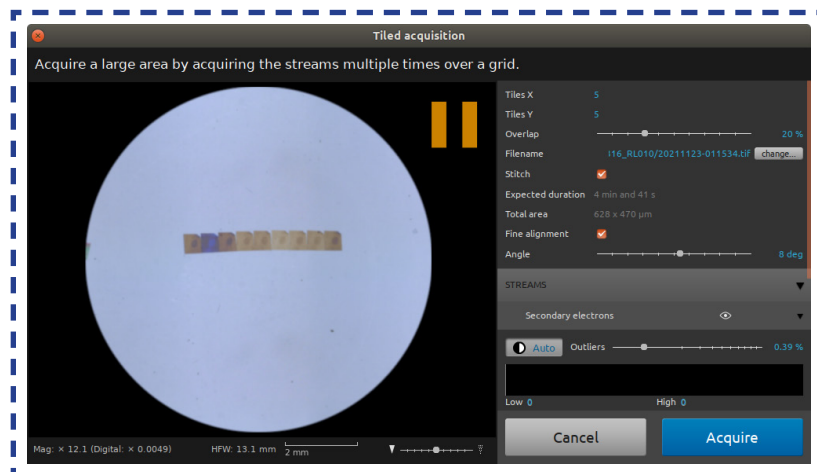 Tiled acquisition
Acquire a large area by acquiring the streams multiple times over a grid.
Tiles X 5
Tiles Y 5
Overlap 20 %
Filename 16_RL010/20211123-011534.tif change...
Stitch
Expected duration 4 min and 41 s
Total area 628 x 470 µm
Fine alignment
Angle 8 deg
STREAMS
Secondary electrons
Auto Outliers 0.39 %
Low 0 High 0
Mag: × 12.1 (Digital: × 0.0049) HFW: 13.1 mm 2 mm
Cancel Acquire